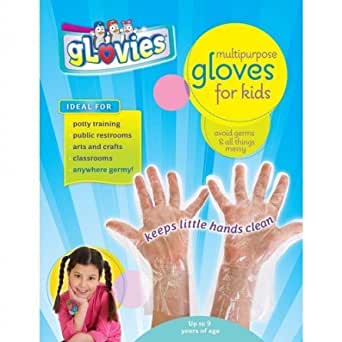 gLovies
multipurpose
gloves
for kids
avoid germs
& all things
messy
IDEAL FOR
potty training
public restrooms
arts and crafts
classrooms
anywhere germy!
keeps little hands clean
Up to 9
years of age